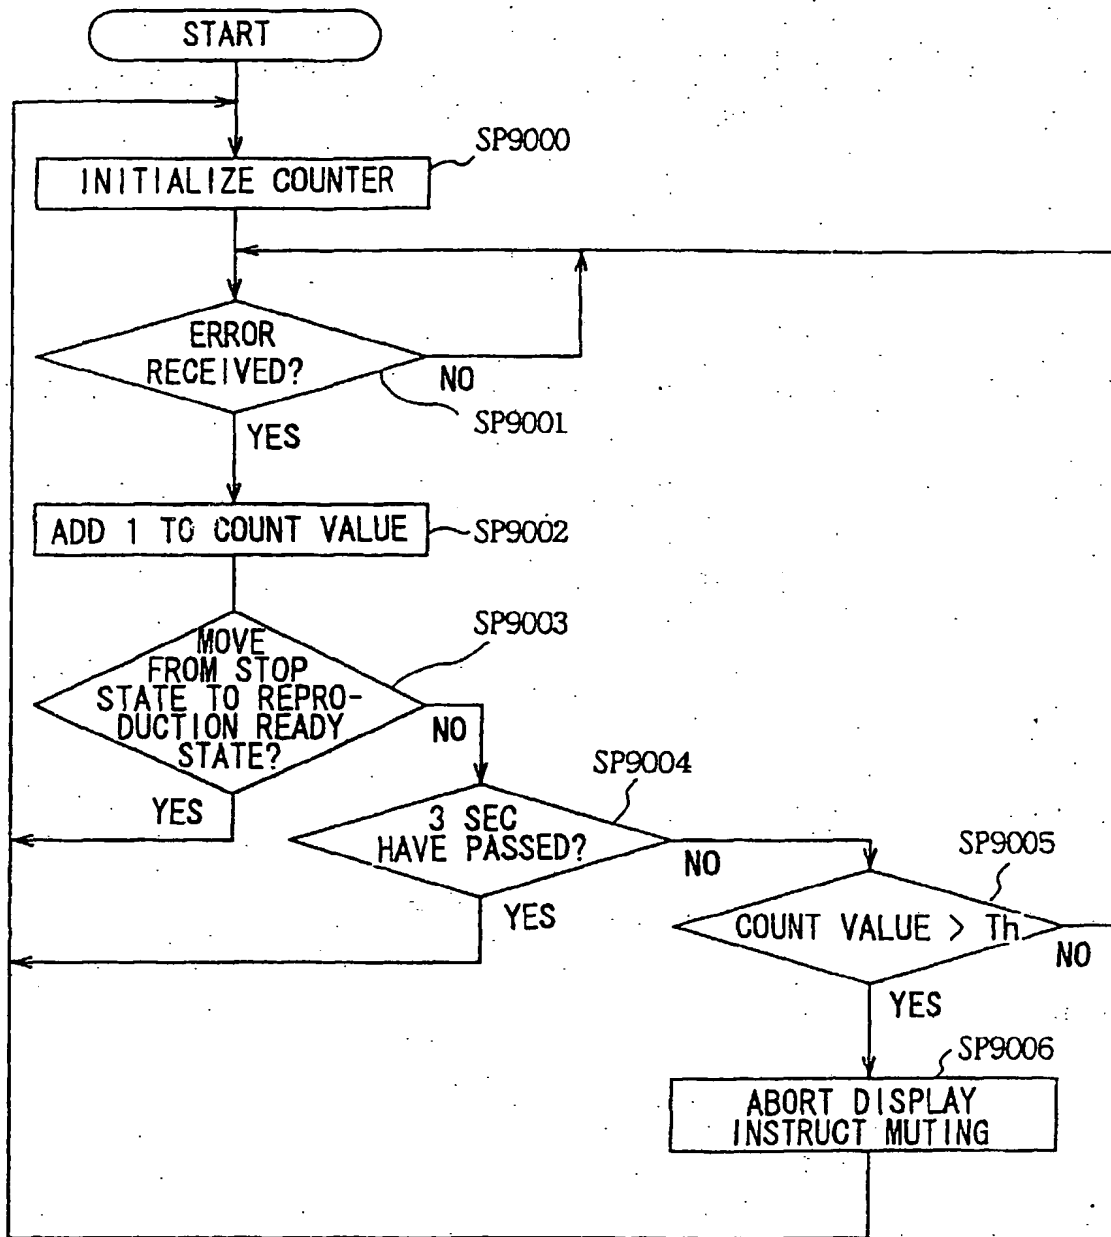 START
SP9000
INITIALIZE COUNTER
ERROR
RECEIVED?
NO
SP9001
YES
ADD 1 TO COUNT VALUE
SP9002
SP9003
MOVE
FROM STOP
STATE TO REPRO-
DUCTION READY
STATE?
NO
YES
SP9004
3 SEC
HAVE PASSED?
NO
YES
SP9005
COUNT VALUE > Th
NO
YES
SP9006
ABORT DISPLAY
INSTRUCT MUTING